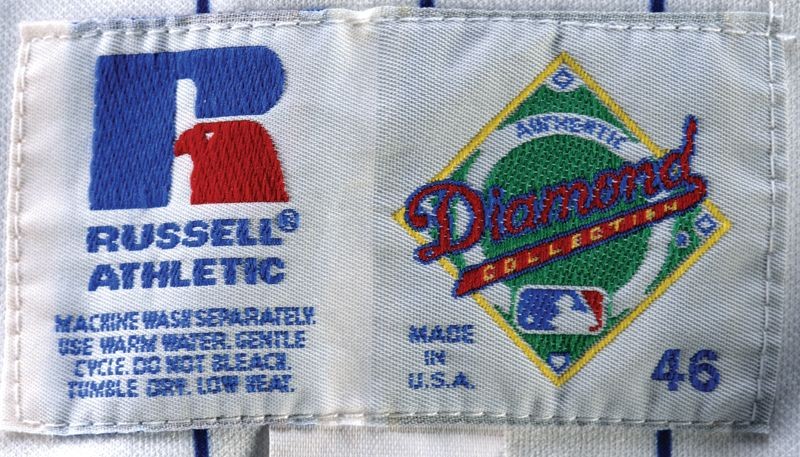 RUSSELL®
ATHLETIC
MACHINE WASH SEPARATELY.
USE WARM WATER. GENTLE
CYCLE. DO NOT BLEACH.
TUMBLE DRY. LOW HEAT.
AUTHENTIC
Diamond
COLLECTION
MADE
IN
U.S.A.
46